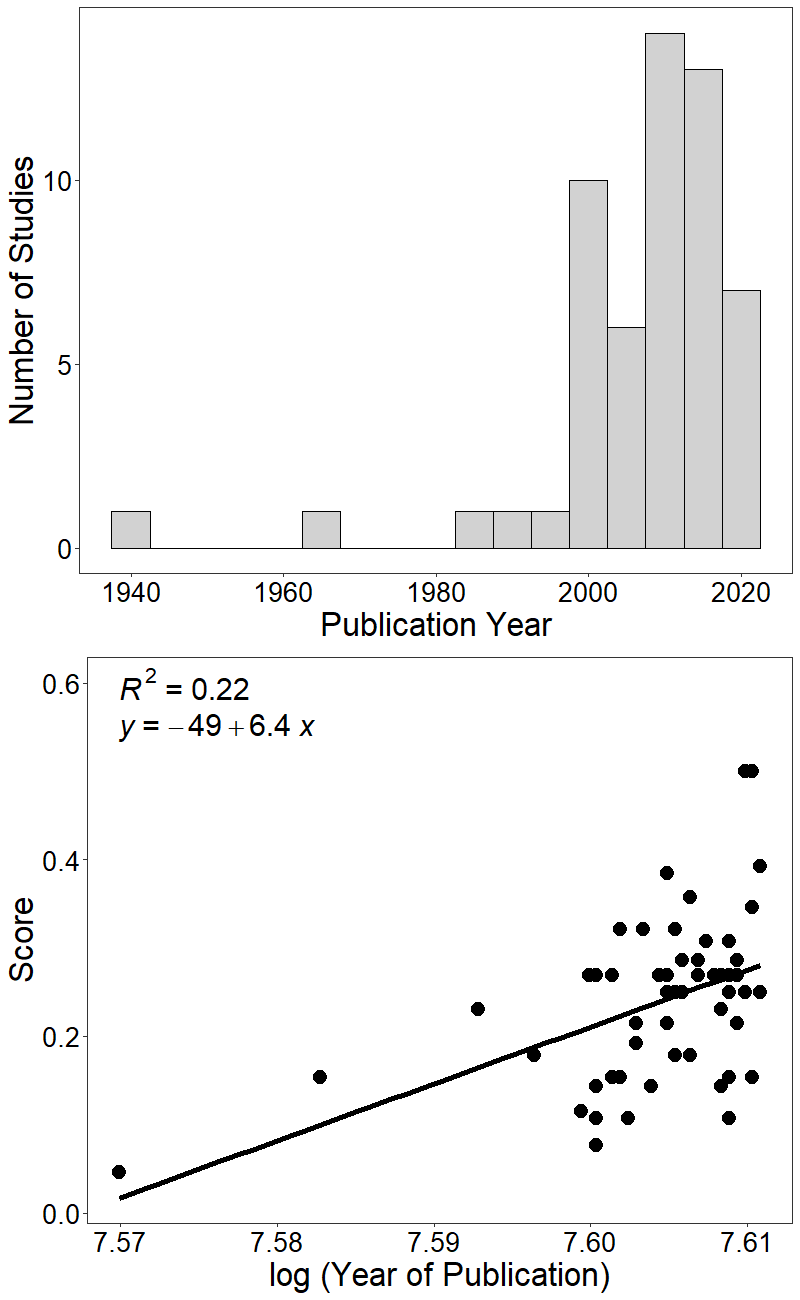 Number of Studies
10
5
0
1940 1960 1980 2000 2020
Publication Year
R² = 0.22
y = −49 + 6.4 x
Score
0.6
0.4
0.2
0.0
7.57 7.58 7.59 7.60 7.61
log (Year of Publication)